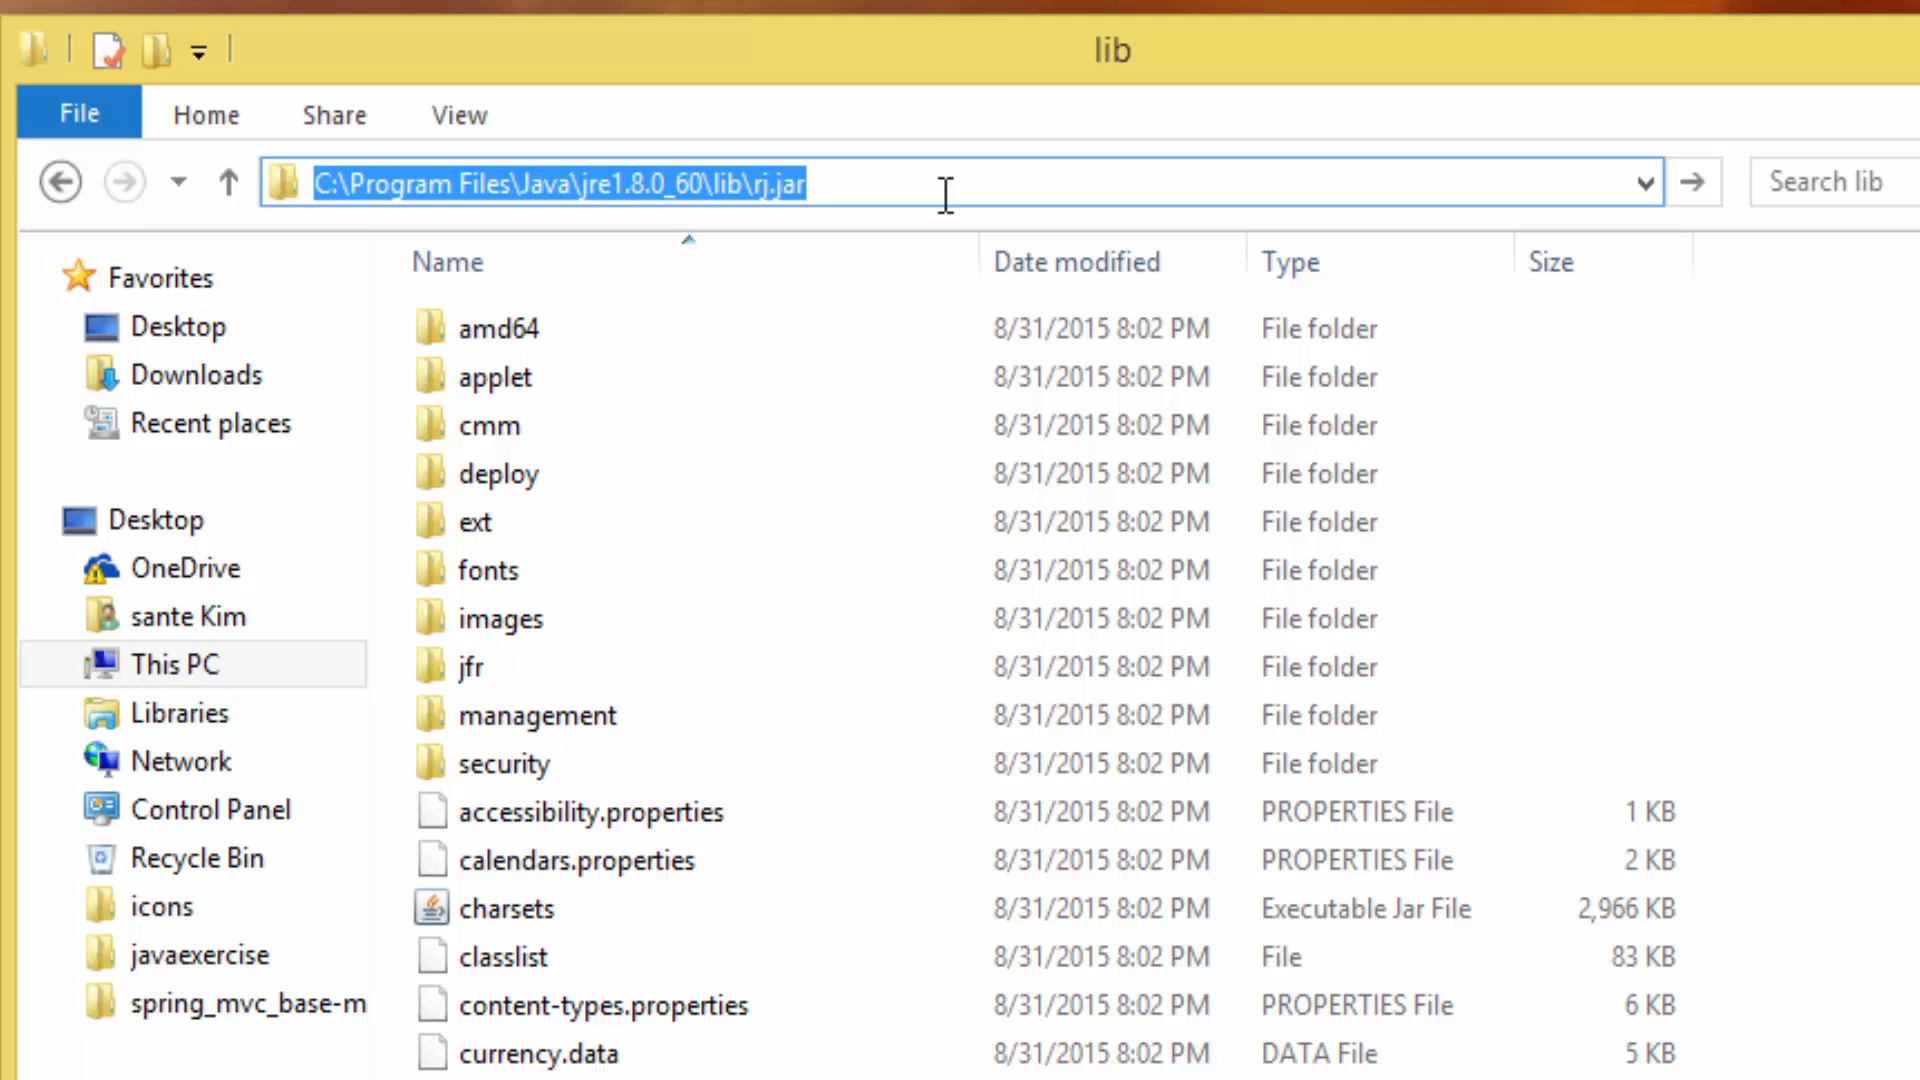 lib
File Home Share View
C:\Program Files\Java\jre1.8.0_60\lib\rj.jar
Search lib
Name Date modified Type Size
Favorites
Desktop
Downloads
Recent places
Desktop
OneDrive
sante Kim
This PC
Libraries
Network
Control Panel
Recycle Bin
icons
javaexercise
spring_mvc_base-m
amd64 8/31/2015 8:02 PM File folder
applet 8/31/2015 8:02 PM File folder
cmm 8/31/2015 8:02 PM File folder
deploy 8/31/2015 8:02 PM File folder
ext 8/31/2015 8:02 PM File folder
fonts 8/31/2015 8:02 PM File folder
images 8/31/2015 8:02 PM File folder
jfr 8/31/2015 8:02 PM File folder
management 8/31/2015 8:02 PM File folder
security 8/31/2015 8:02 PM File folder
accessibility.properties 8/31/2015 8:02 PM PROPERTIES File 1 KB
calendars.properties 8/31/2015 8:02 PM PROPERTIES File 2 KB
charsets 8/31/2015 8:02 PM Executable Jar File 2,966 KB
classlist 8/31/2015 8:02 PM File 83 KB
content-types.properties 8/31/2015 8:02 PM PROPERTIES File 6 KB
currency.data 8/31/2015 8:02 PM DATA File 5 KB